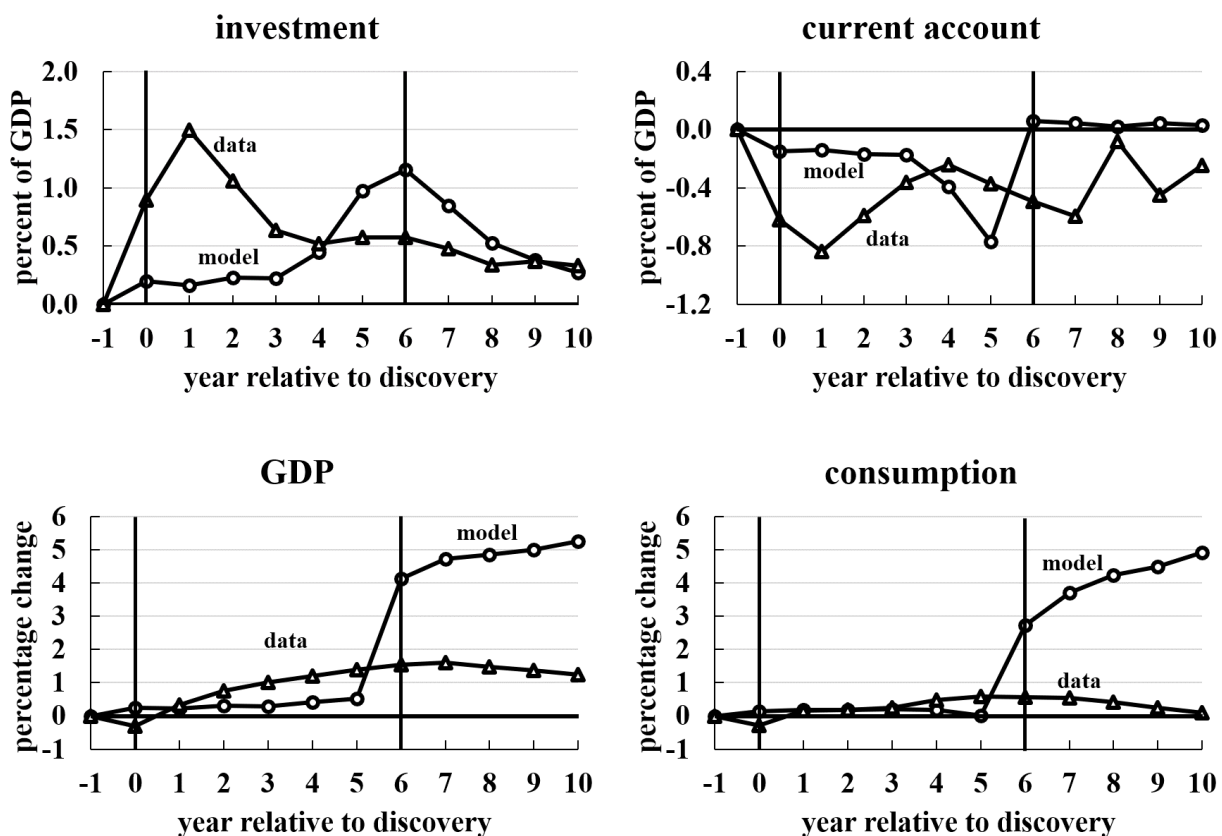 investment
percent of GDP
2.0
1.5
1.0
0.5
0.0
data
model
-1 0 1 2 3 4 5 6 7 8 9 10
year relative to discovery
current account
percent of GDP
0.4
0.0
-0.4
-0.8
-1.2
model
data
-1 0 1 2 3 4 5 6 7 8 9 10
year relative to discovery
GDP
percentage change
6
5
4
3
2
1
0
-1
model
data
-1 0 1 2 3 4 5 6 7 8 9 10
year relative to discovery
consumption
percentage change
6
5
4
3
2
1
0
-1
model
data
-1 0 1 2 3 4 5 6 7 8 9 10
year relative to discovery